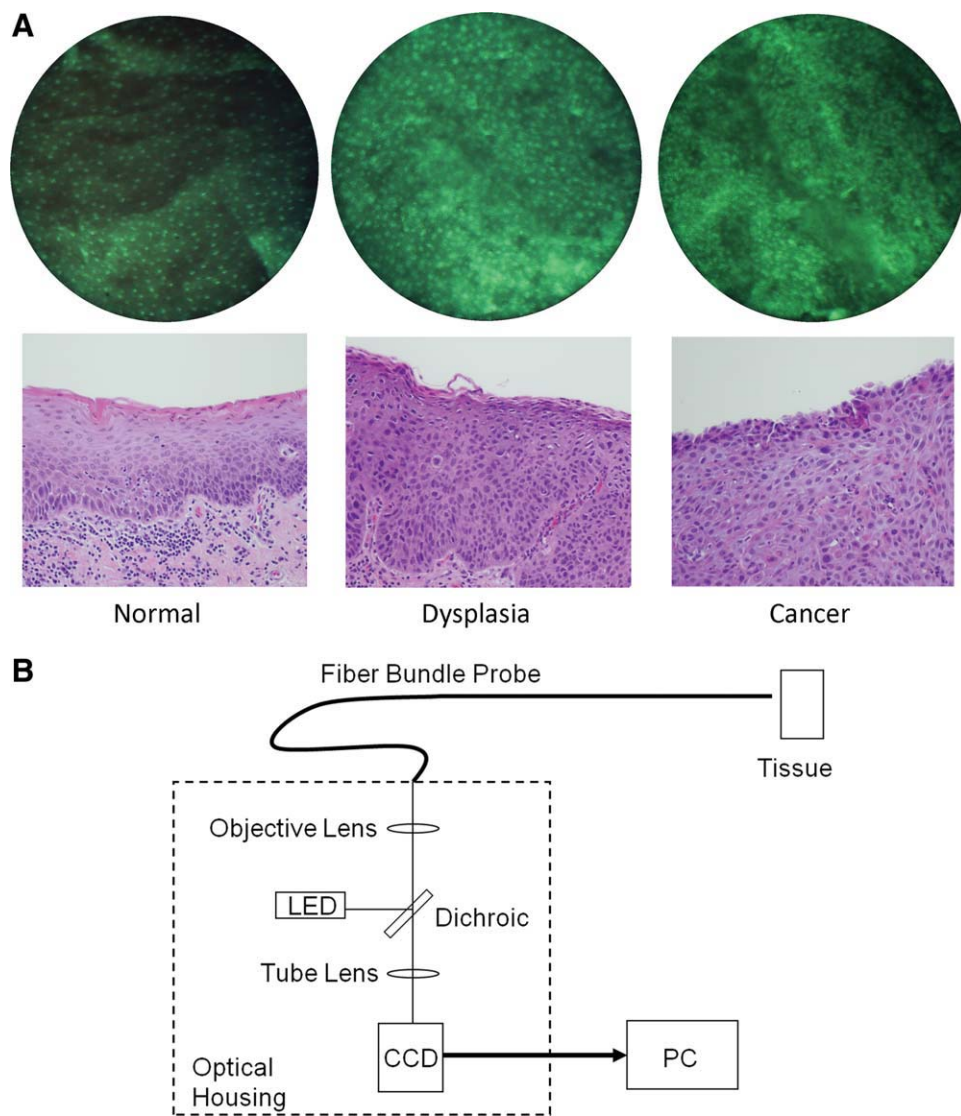 A
Normal
Dysplasia
Cancer
B
Fiber Bundle Probe
Tissue
Objective Lens
LED
Dichroic
Tube Lens
CCD
PC
Optical
Housing